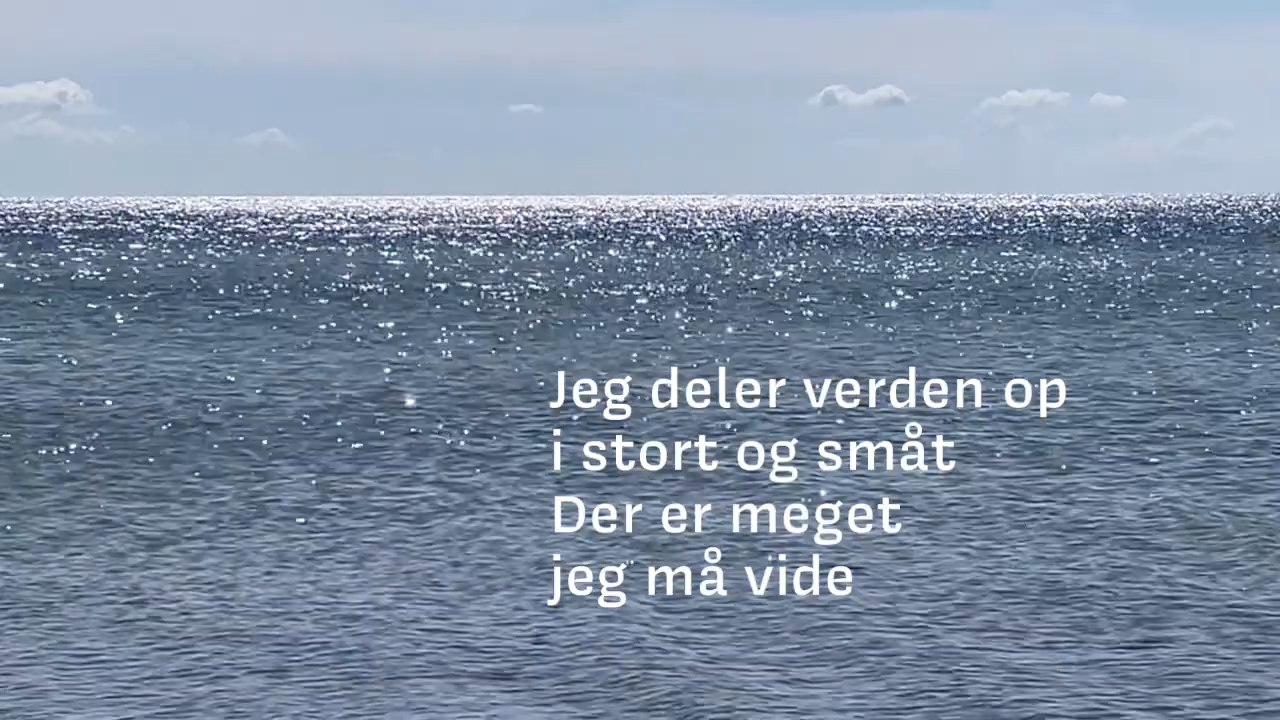 Jeg deler verden op
i stort og småt
Der er meget
jeg må vide